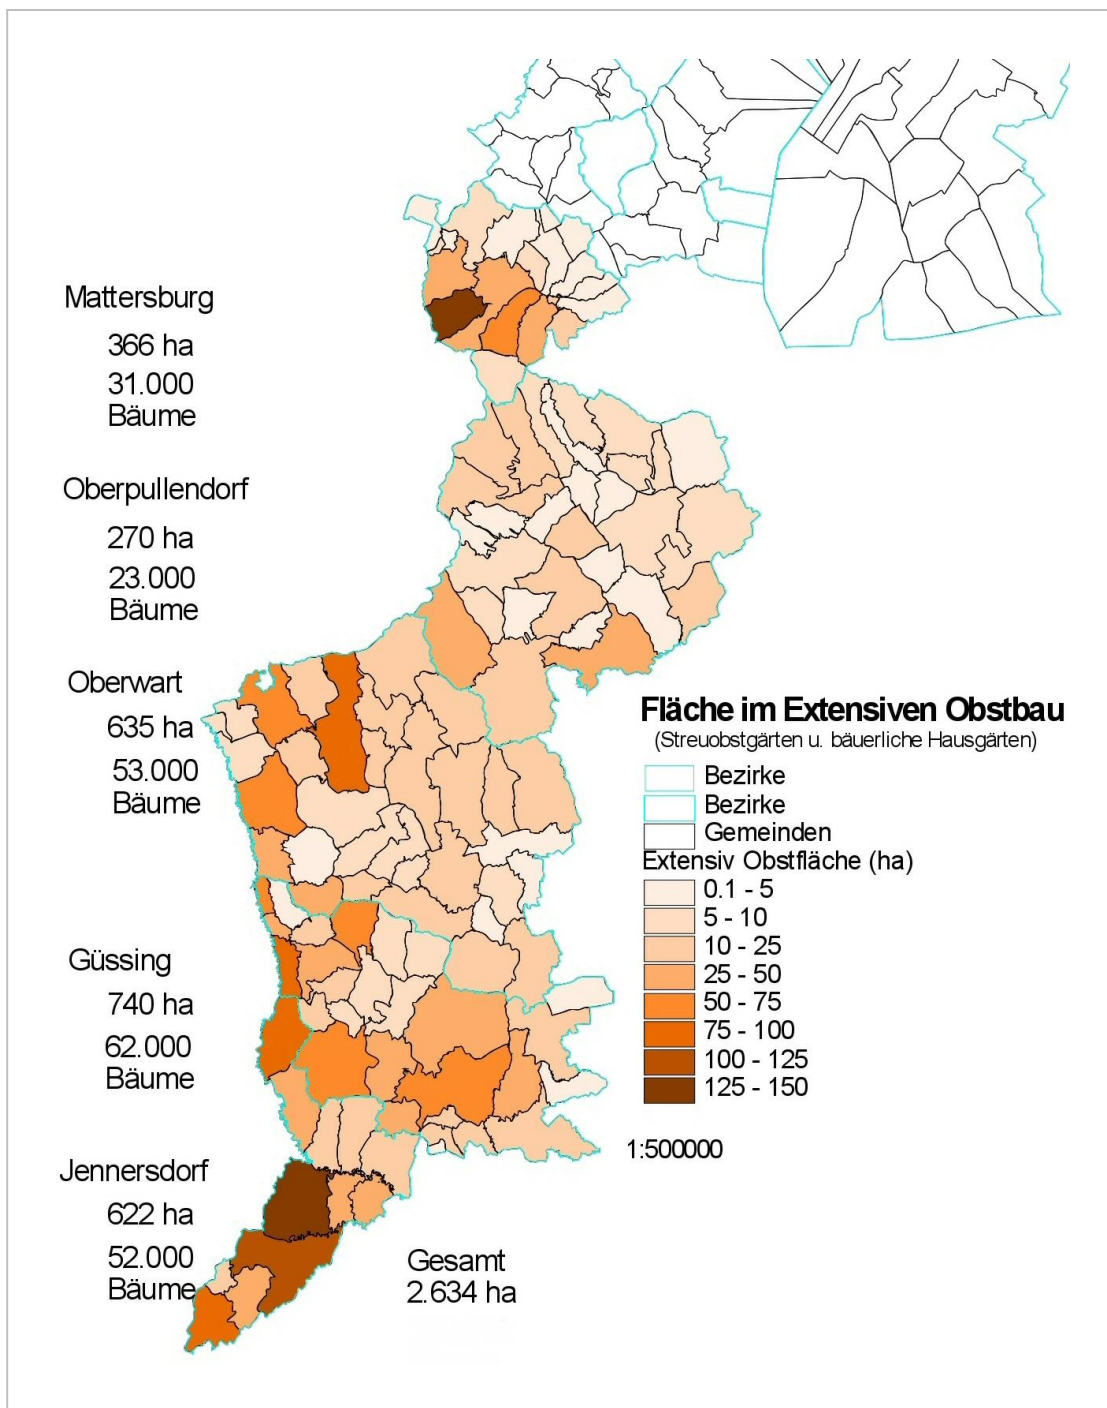 Mattersburg
366 ha
31.000
Bäume
Oberpullendorf
270 ha
23.000
Bäume
Oberwart
635 ha
53.000
Bäume
Güssing
740 ha
62.000
Bäume
Jennersdorf
622 ha
52.000
Bäume
Gesamt
2.634 ha
Fläche im Extensiven Obstbau
(Streuobstgärten u. bäuerliche Hausgärten)
Bezirke
Bezirke
Gemeinden
Extensiv Obstfläche (ha)
0.1 - 5
5 - 10
10 - 25
25 - 50
50 - 75
75 - 100
100 - 125
125 - 150
1:500000